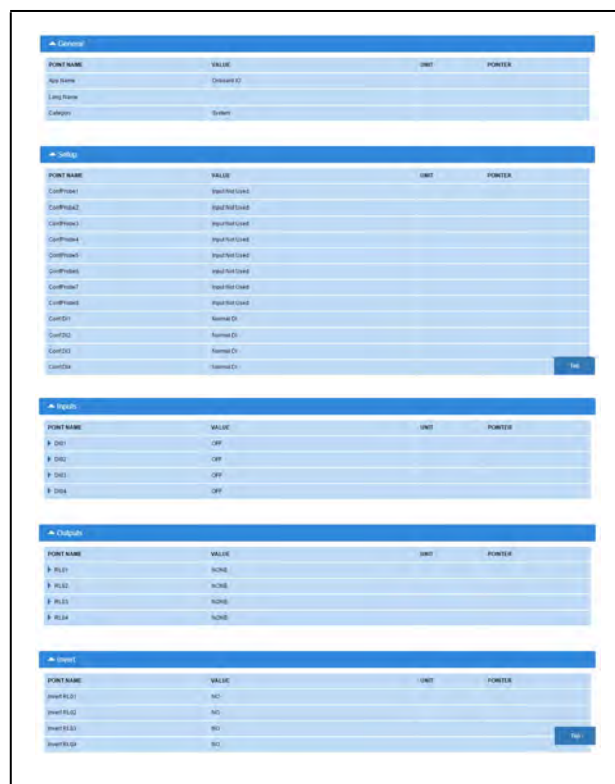 General
POINT NAME VALUE UNIT POINTER
App Name Onboard IO
Long Name
Category System
Setup
POINT NAME VALUE UNIT POINTER
ConfProbe1 Input Not Used
ConfProbe2 Input Not Used
ConfProbe3 Input Not Used
ConfProbe4 Input Not Used
ConfProbe5 Input Not Used
ConfProbe6 Input Not Used
ConfProbe7 Input Not Used
ConfProbe8 Input Not Used
ConfDI1 Normal DI
ConfDI2 Normal DI
ConfDI3 Normal DI
ConfDI4 Normal DI
Top
Inputs
POINT NAME VALUE UNIT POINTER
DI01 OFF
DI02 OFF
DI03 OFF
DI04 OFF
Outputs
POINT NAME VALUE UNIT POINTER
RL01 NONE
RL02 NONE
RL03 NONE
RL04 NONE
Invert
POINT NAME VALUE UNIT POINTER
Invert RL01 NO
Invert RL02 NO
Invert RL03 NO
Invert RL04 NO
Top